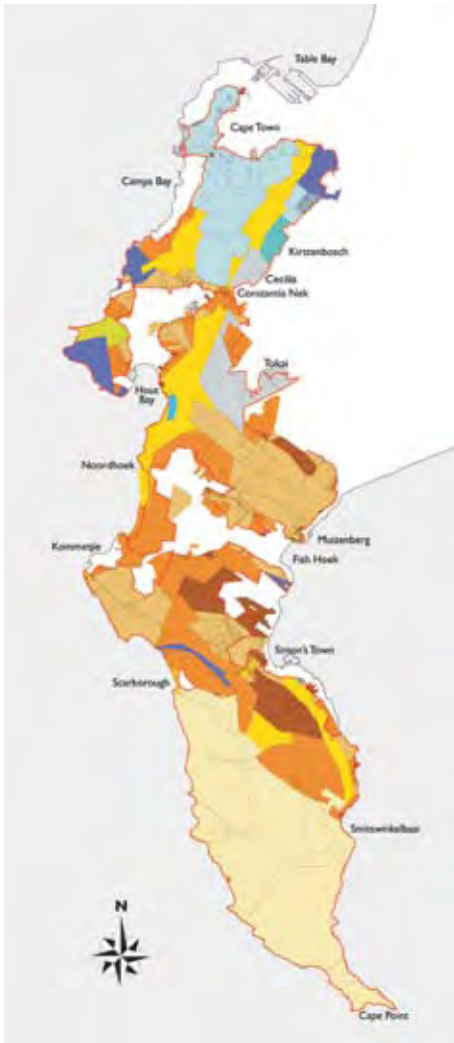 Table Bay
Cape Town
Camps Bay
Kirstenbosch
Cecilia
Constantia Nek
Tokai
Hout
Bay
Noordhoek
Muizenberg
Kommetjie
Fish Hoek
Simon's Town
Scarborough
Smitswinkelbaai
N
Cape Point